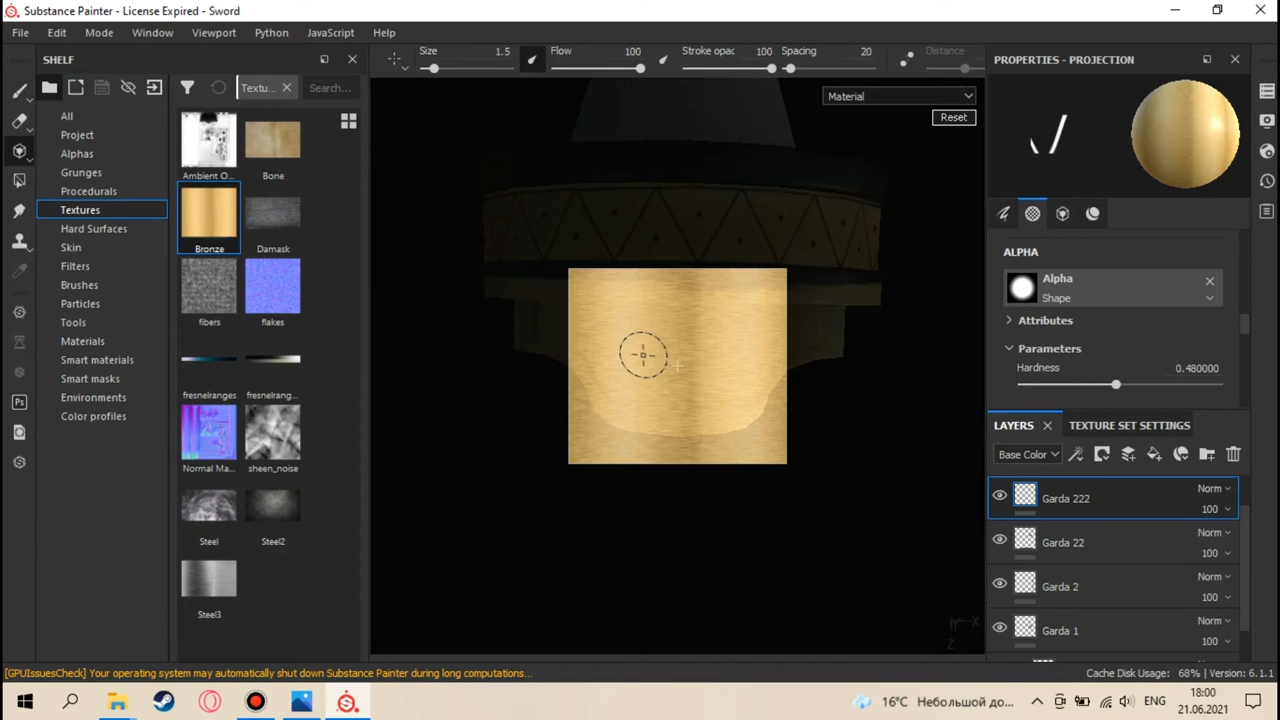 Substance Painter - License Expired - Sword
File Edit Mode Window Viewport Python JavaScript Help
SHELF
Size 1.5 Flow 100 Stroke opac 100 Spacing 20 Distance
PROPERTIES - PROJECTION
Textu... Search...
Material
Reset
All
Project
Alphas
Grunges
Procedurals
Textures
Hard Surfaces
Skin
Filters
Brushes
Particles
Tools
Materials
Smart materials
Smart masks
Environments
Color profiles
Ambient O... Bone
Bronze Damask
fibers flakes
fresnelranges fresnelrang...
Normal Ma... sheen_noise
Steel Steel2
Steel3
ALPHA
Alpha
Shape
Attributes
Parameters
Hardness 0.480000
LAYERS TEXTURE SET SETTINGS
Base Color
Garda 222 Norm 100
Garda 22 Norm 100
Garda 2 Norm 100
Garda 1 Norm 100
Y X
Z
[GPUIssuesCheck] Your operating system may automatically shut down Substance Painter during long computations...
Cache Disk Usage: 68% | Version: 6.1.1
Ps
16°C Небольшой до...
ENG
18:00
21.06.2021